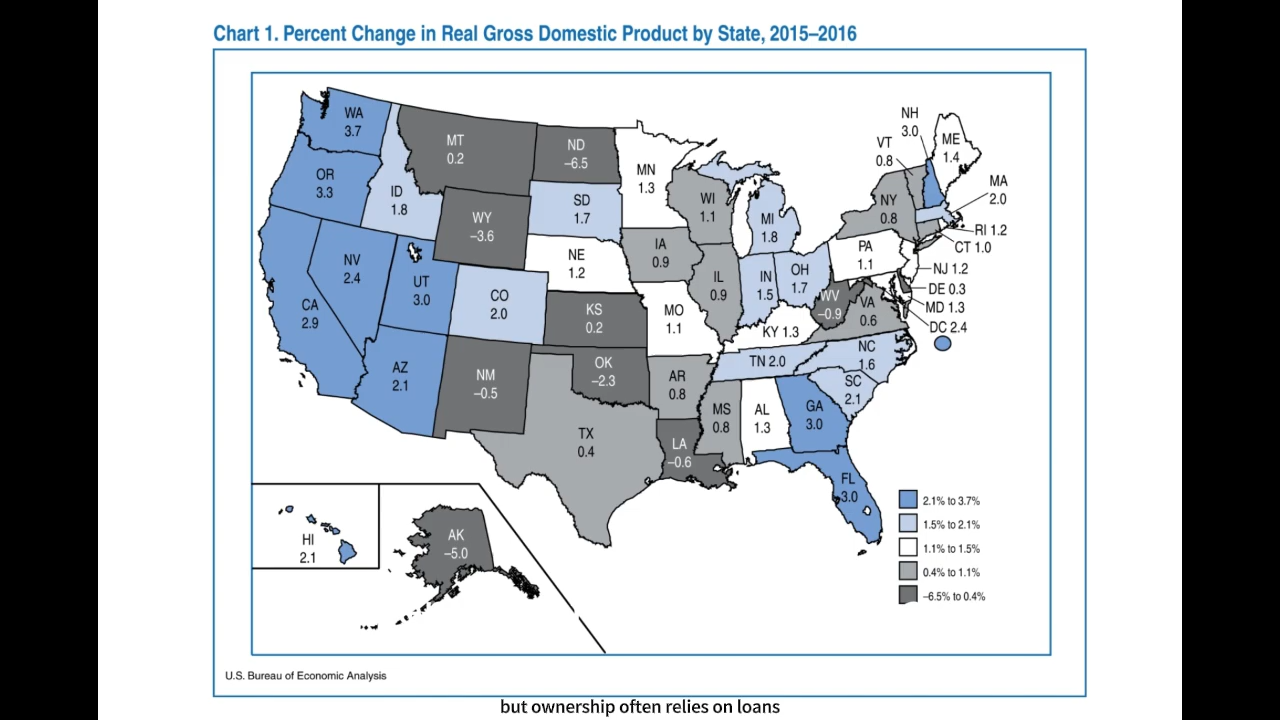 Chart 1. Percent Change in Real Gross Domestic Product by State, 2015–2016
WA
3.7
OR
3.3
CA
2.9
NV
2.4
ID
1.8
MT
0.2
WY
–3.6
UT
3.0
AZ
2.1
CO
2.0
NM
–0.5
ND
–6.5
SD
1.7
NE
1.2
KS
0.2
OK
–2.3
TX
0.4
MN
1.3
IA
0.9
MO
1.1
AR
0.8
LA
–0.6
WI
1.1
IL
0.9
MS
0.8
MI
1.8
IN
1.5
OH
1.7
KY 1.3
TN 2.0
AL
1.3
GA
3.0
FL
3.0
SC
2.1
NC
1.6
VA
0.6
WV
–0.9
PA
1.1
NY
0.8
VT
0.8
NH
3.0
ME
1.4
MA
2.0
RI 1.2
CT 1.0
NJ 1.2
DE 0.3
MD 1.3
DC 2.4
HI
2.1
AK
–5.0
2.1% to 3.7%
1.5% to 2.1%
1.1% to 1.5%
0.4% to 1.1%
–6.5% to 0.4%
U.S. Bureau of Economic Analysis
but ownership often relies on loans